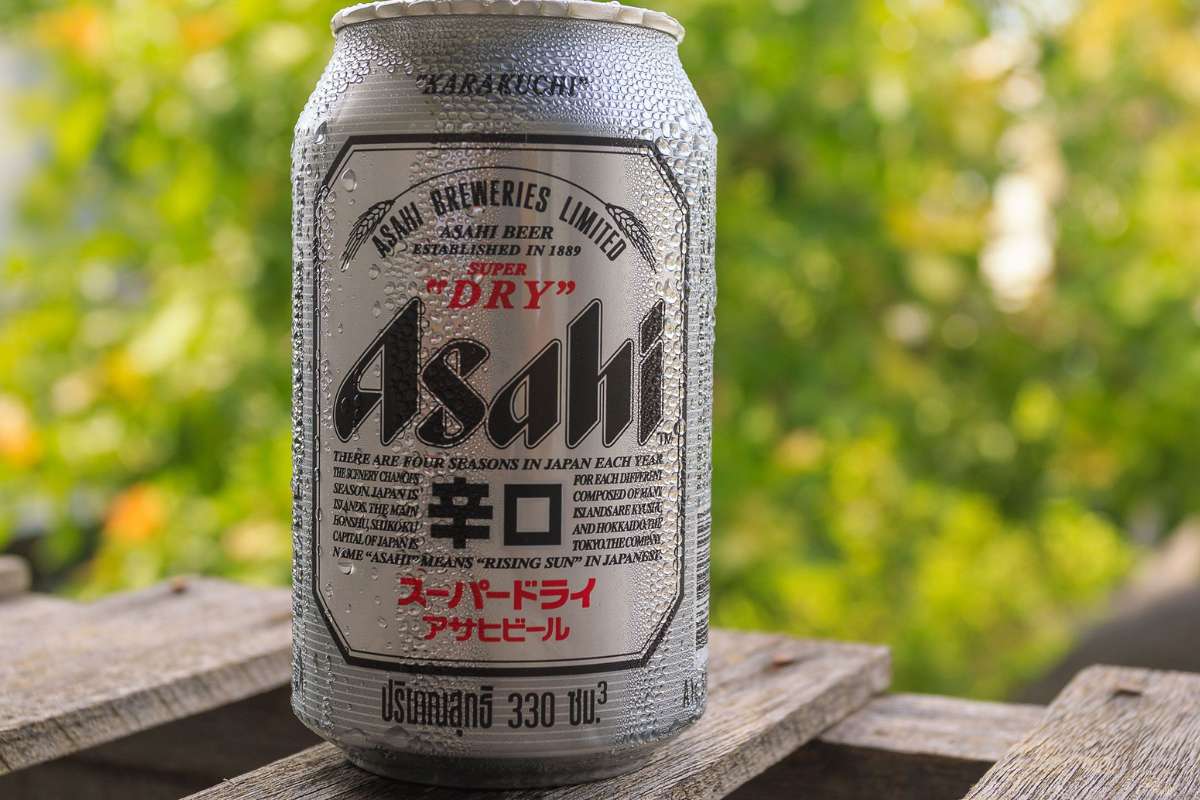 "KARAKUCHI"
ASAHI BREWERIES LIMITED
ASAHI BEER
ESTABLISHED IN 1889
SUPER
"DRY"
Asahi
TM
THERE ARE FOUR SEASONS IN JAPAN EACH YEAR
THE SCENERY CHANGES
SEASON. JAPAN IS
ISLANDS. THE MAIN
HONSHU, SHIKOKU
CAPITAL OF JAPAN IS
辛口
FOR EACH DIFFERENT
COMPOSED OF MANY
ISLANDS ARE KYUSHU,
AND HOKKAIDO. THE
TOKYO. THE COMPANY
NAME "ASAHI" MEANS "RISING SUN" IN JAPANESE.
スーパードライ
アサヒビール
ปริมาณสุทธิ 330 ซม.³